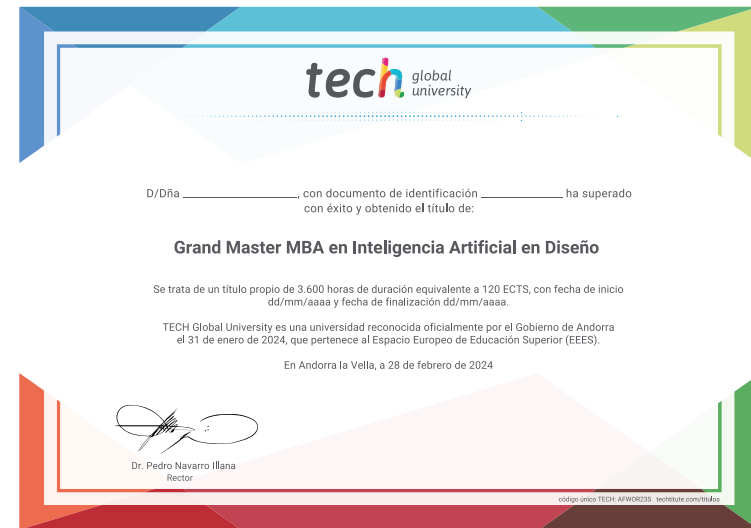 tech global university
D/Dña ____________________, con documento de identificación ______________ ha superado
con éxito y obtenido el título de:
Grand Master MBA en Inteligencia Artificial en Diseño
Se trata de un título propio de 3.600 horas de duración equivalente a 120 ECTS, con fecha de inicio
dd/mm/aaaa y fecha de finalización dd/mm/aaaa.
TECH Global University es una universidad reconocida oficialmente por el Gobierno de Andorra
el 31 de enero de 2024, que pertenece al Espacio Europeo de Educación Superior (EEES).
En Andorra la Vella, a 28 de febrero de 2024
Dr. Pedro Navarro Illana
Rector
código único TECH: AFWOR23S techtitute.com/titulos